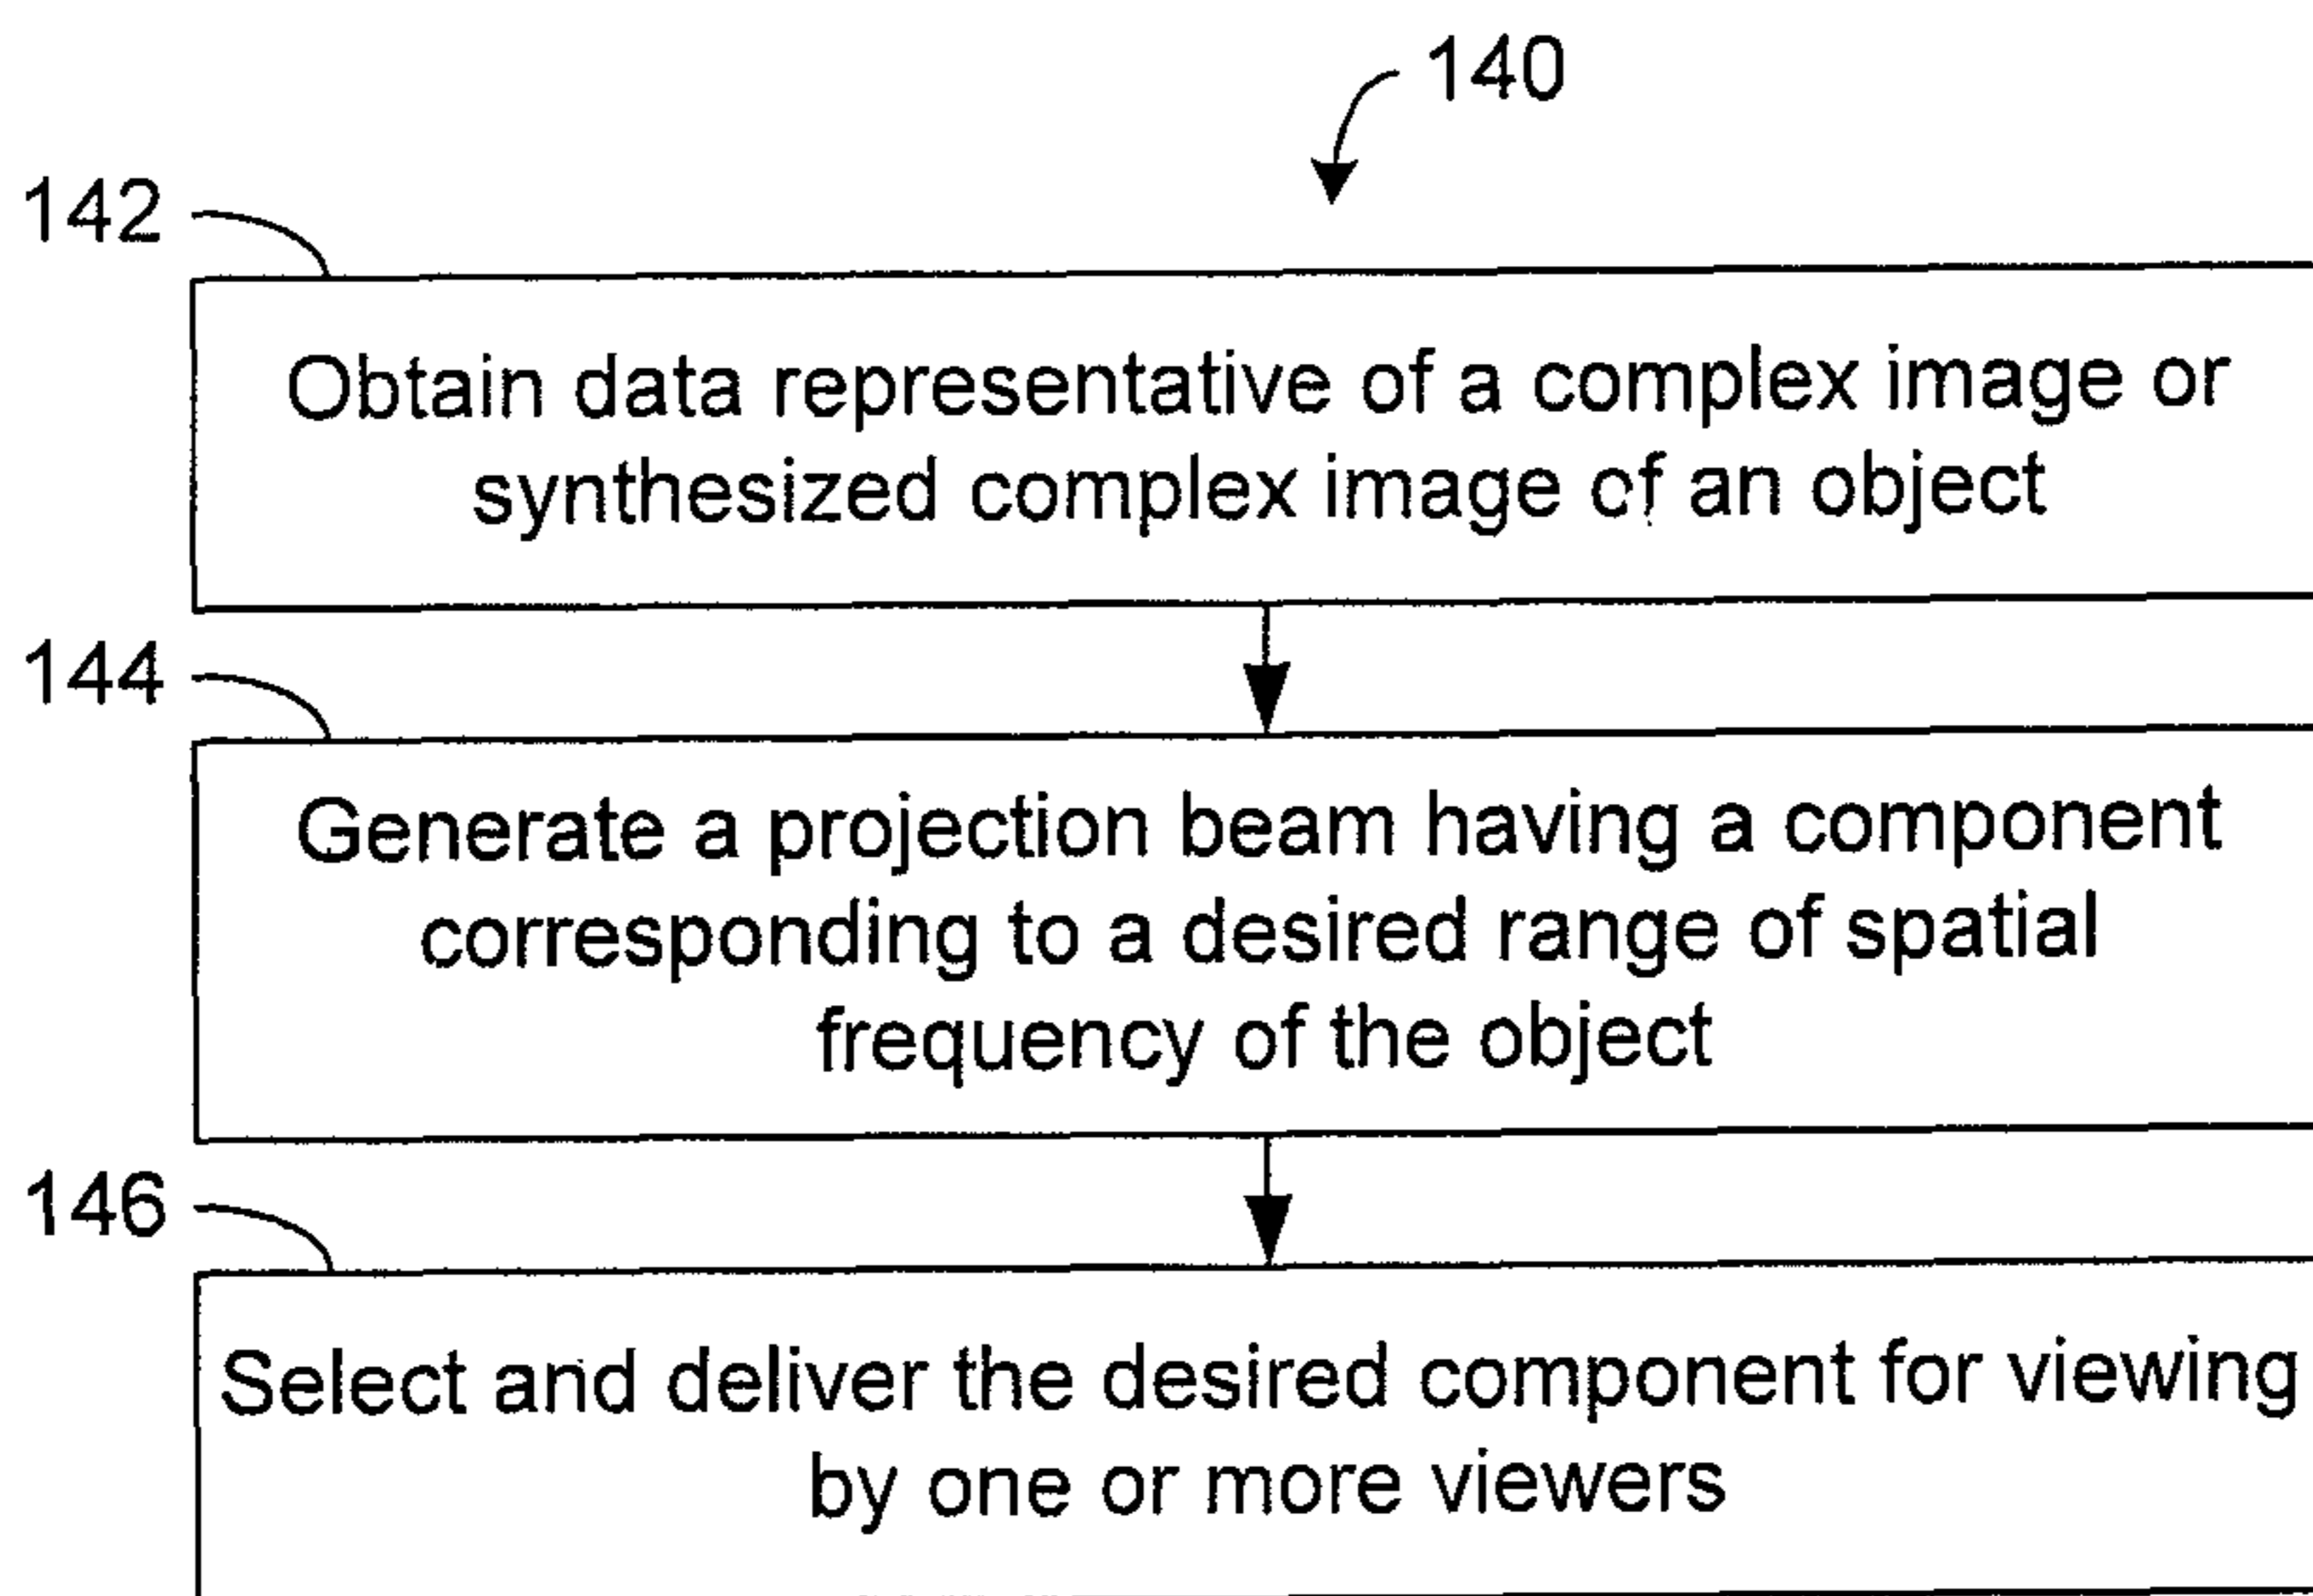 140
142
Obtain data representative of a complex image or
synthesized complex image of an object
144
Generate a projection beam having a component
corresponding to a desired range of spatial
frequency of the object
146
Select and deliver the desired component for viewing
by one or more viewers